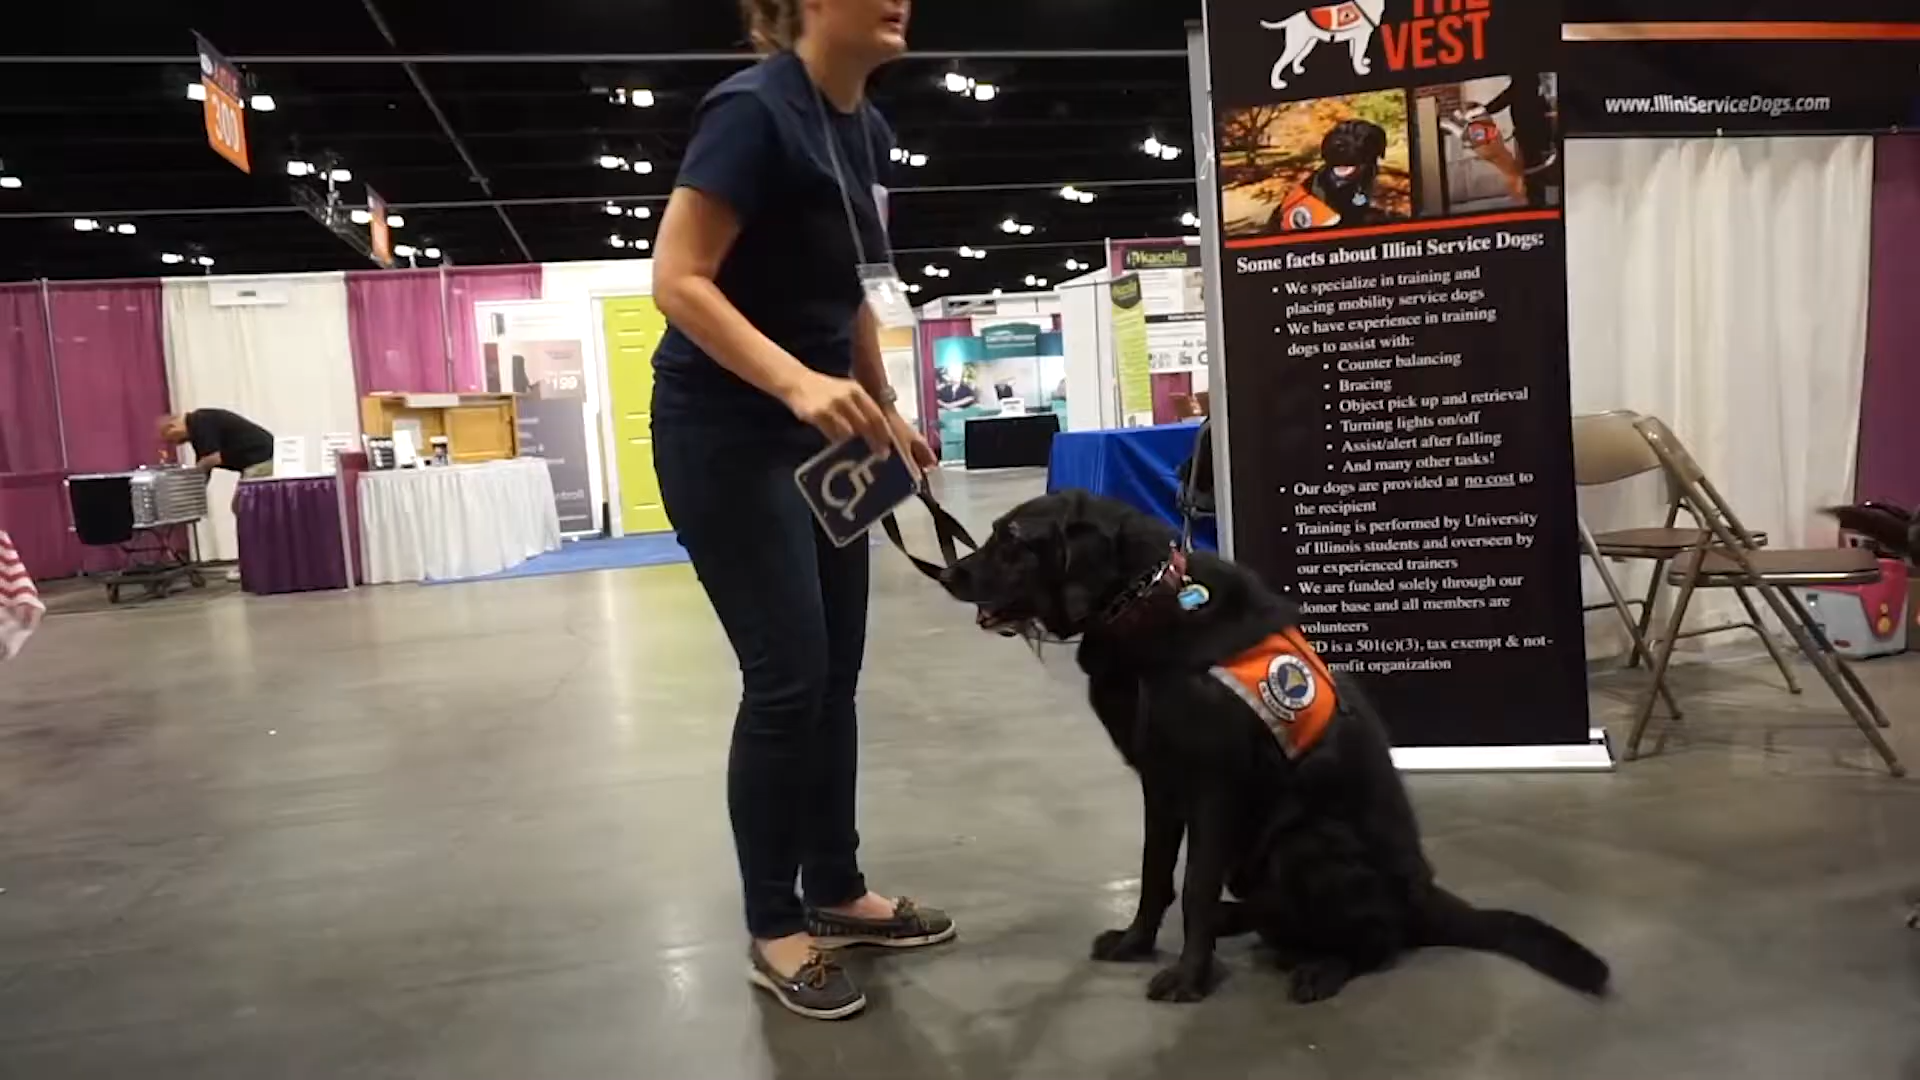 THE
VEST
300
www.IlliniServiceDogs.com
kacelia
Some facts about Illini Service Dogs:
• We specialize in training and
placing mobility service dogs
• We have experience in training
dogs to assist with:
• Counter balancing
• Bracing
• Object pick up and retrieval
• Turning lights on/off
• Assist/alert after falling
• And many other tasks!
• Our dogs are provided at no cost to
the recipient
• Training is performed by University
of Illinois students and overseen by
our experienced trainers
• We are funded solely through our
donor base and all members are
volunteers
SD is a 501(c)(3), tax exempt & not-
profit organization
$199